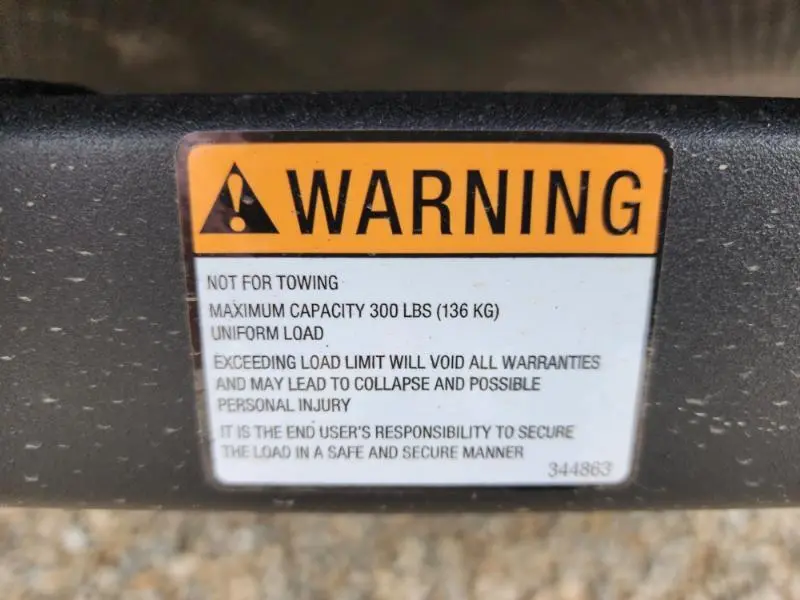 WARNING
NOT FOR TOWING
MAXIMUM CAPACITY 300 LBS (136 KG)
UNIFORM LOAD
EXCEEDING LOAD LIMIT WILL VOID ALL WARRANTIES
AND MAY LEAD TO COLLAPSE AND POSSIBLE
PERSONAL INJURY
IT IS THE END USER'S RESPONSIBILITY TO SECURE
THE LOAD IN A SAFE AND SECURE MANNER
344863